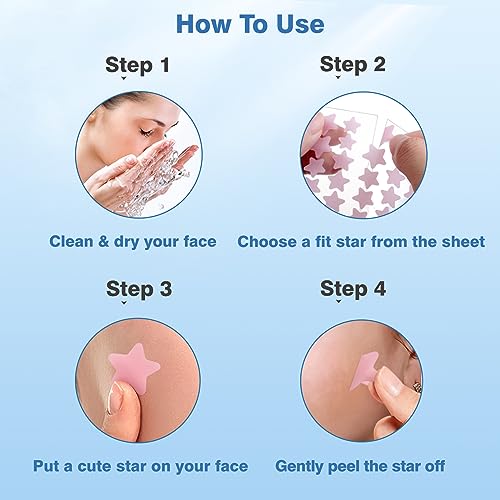 How To Use
Step 1
Step 2
Clean & dry your face
Choose a fit star from the sheet
Step 3
Step 4
Put a cute star on your face
Gently peel the star off